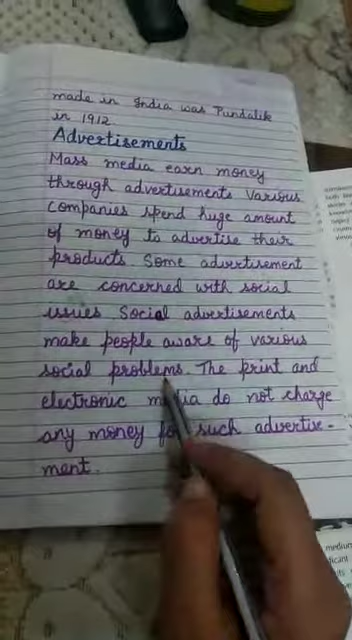 made in India was Pundalik
in 1912.
Advertisements
Mass media earn money
through advertisements Various
companies spend huge amount
of money to advertise their
products. Some advertisement
are concerned with social
issues Social advertisements
make people aware of various
social problems. The print and
electronic media do not charge
any money for such advertise-
ment.